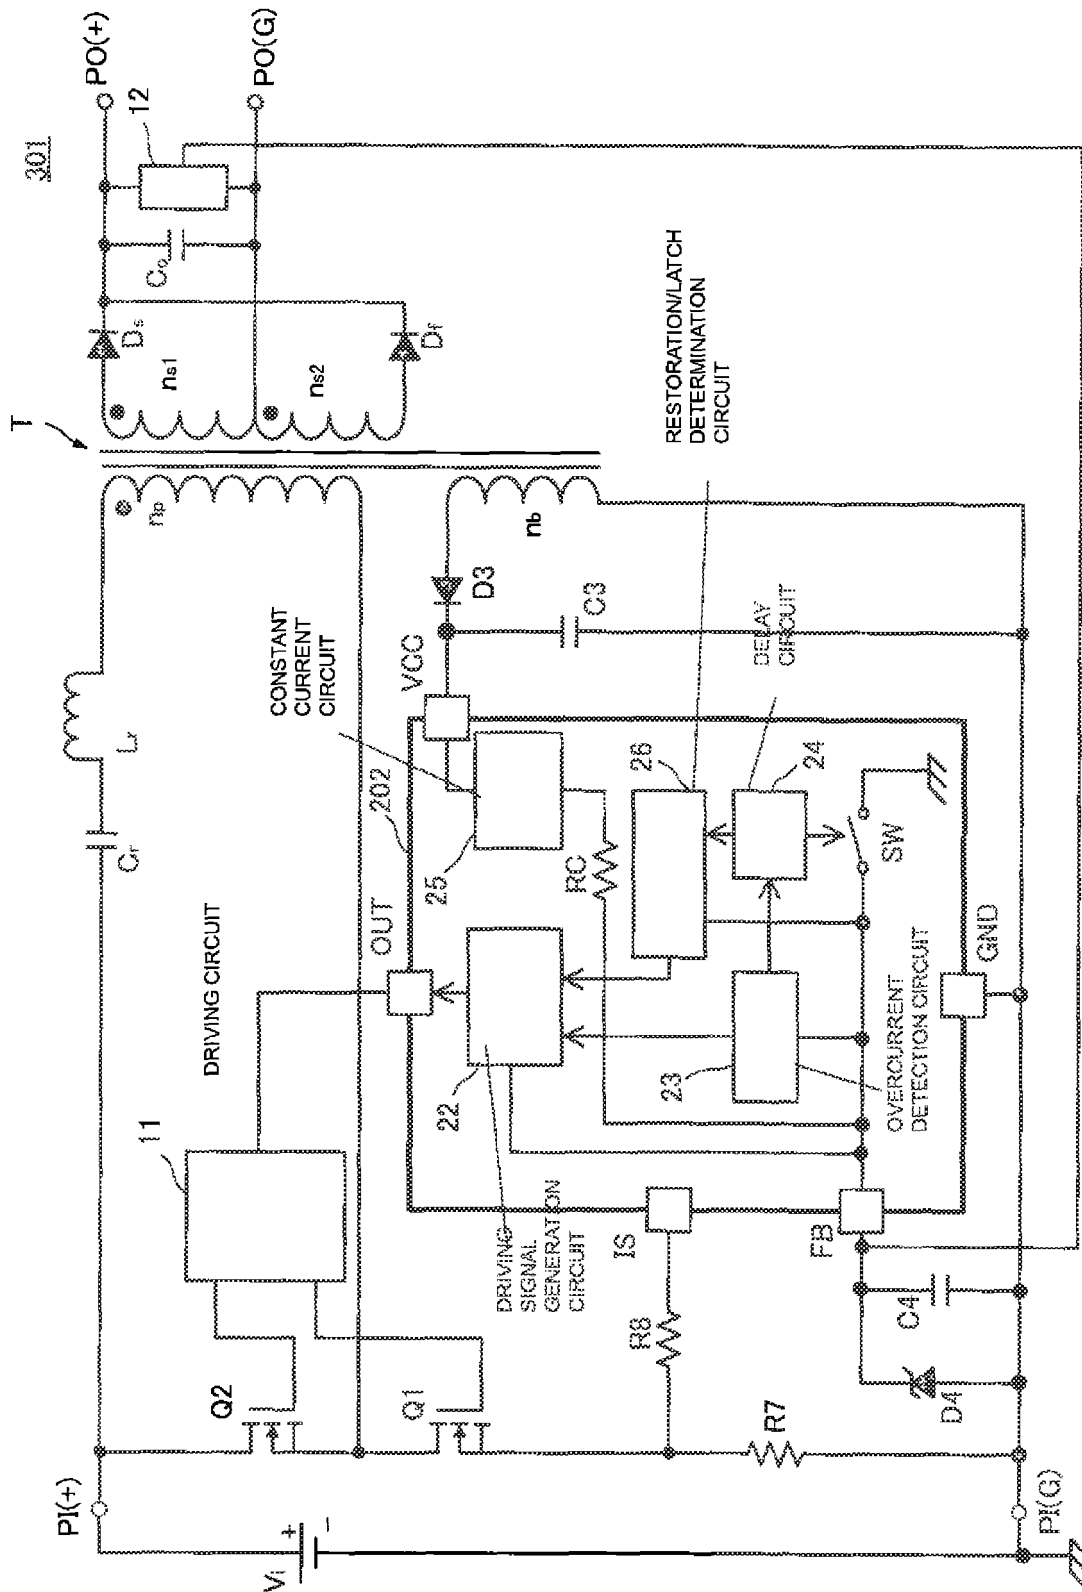 301
T
PO(+)
PO(G)
12
Co
Ds
Df
ns1
ns2
np
nb
Lr
Cr
D3
C3
VCC
CONSTANT
CURRENT
CIRCUIT
RESTORATION/LATCH
DETERMINATION
CIRCUIT
DELAY
CIRCUIT
202
25
26
24
RC
SW
OUT
GND
DRIVING CIRCUIT
11
22
23
OVERCURRENT
DETECTION CIRCUIT
DRIVING
SIGNAL
GENERATION
CIRCUIT
IS
FB
R8
C4
D4
Q2
Q1
R7
PI(+)
PI(G)
Vi
+
−